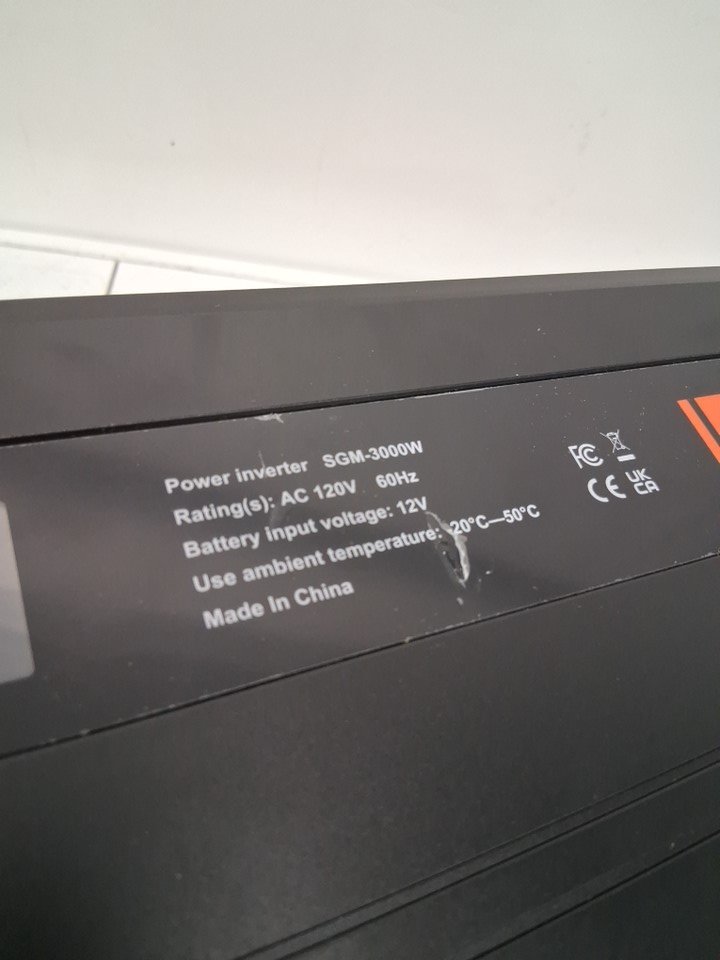 Power inverter SGM-3000W
Rating(s): AC 120V 60Hz
Battery input voltage: 12V
Use ambient temperature: 20°C—50°C
Made In China
FC
CE
UK
CA